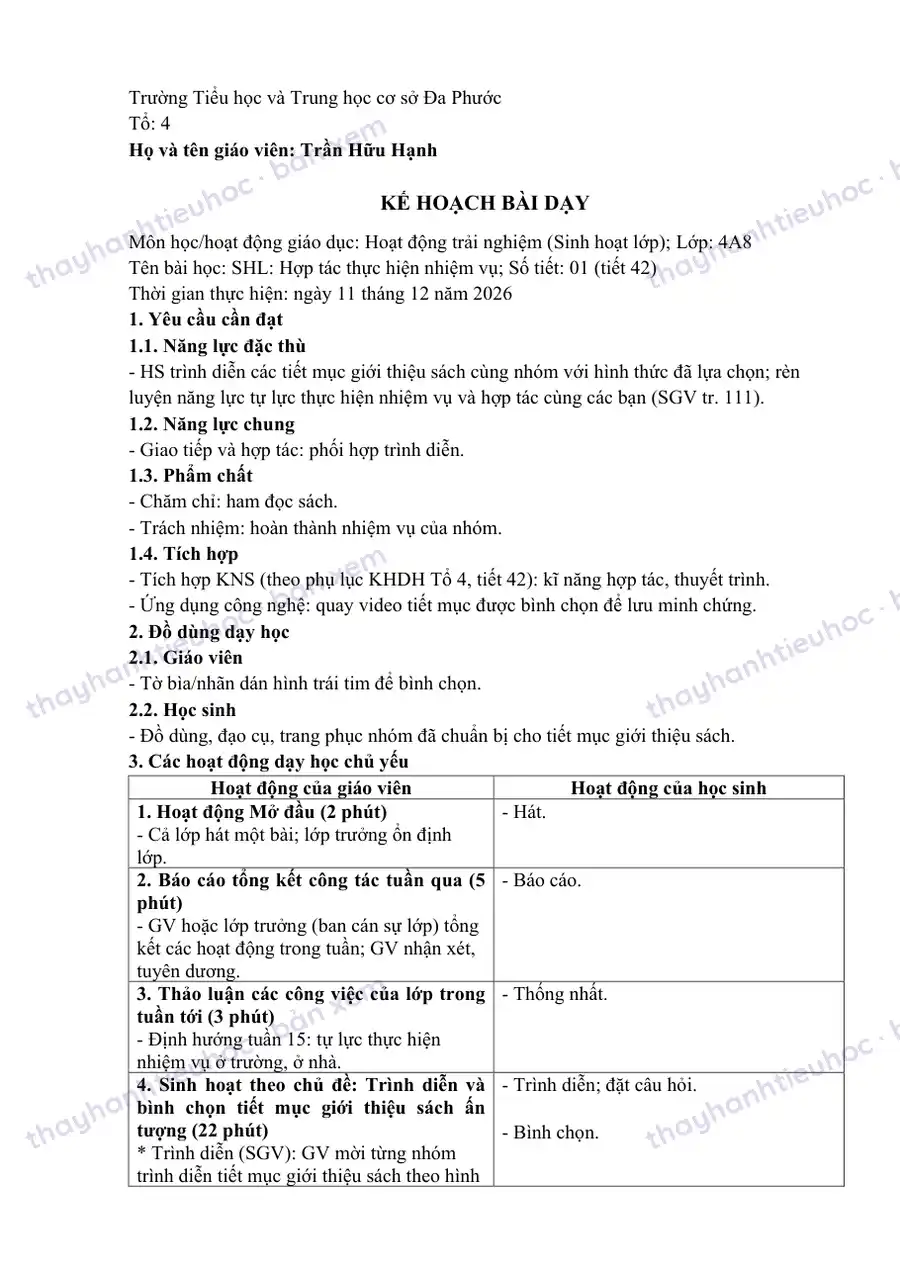 Trường Tiểu học và Trung học cơ sở Đa Phước
Tổ: 4
Họ và tên giáo viên: Trần Hữu Hạnh
KẾ HOẠCH BÀI DẠY
Môn học/hoạt động giáo dục: Hoạt động trải nghiệm (Sinh hoạt lớp); Lớp: 4A8
Tên bài học: SHL: Hợp tác thực hiện nhiệm vụ; Số tiết: 01 (tiết 42)
Thời gian thực hiện: ngày 11 tháng 12 năm 2026
1. Yêu cầu cần đạt
1.1. Năng lực đặc thù
- HS trình diễn các tiết mục giới thiệu sách cùng nhóm với hình thức đã lựa chọn; rèn
luyện năng lực tự lực thực hiện nhiệm vụ và hợp tác cùng các bạn (SGV tr. 111).
1.2. Năng lực chung
- Giao tiếp và hợp tác: phối hợp trình diễn.
1.3. Phẩm chất
- Chăm chỉ: ham đọc sách.
- Trách nhiệm: hoàn thành nhiệm vụ của nhóm.
1.4. Tích hợp
- Tích hợp KNS (theo phụ lục KHDH Tổ 4, tiết 42): kĩ năng hợp tác, thuyết trình.
- Ứng dụng công nghệ: quay video tiết mục được bình chọn để lưu minh chứng.
2. Đồ dùng dạy học
2.1. Giáo viên
- Tờ bìa/nhãn dán hình trái tim để bình chọn.
2.2. Học sinh
- Đồ dùng, đạo cụ, trang phục nhóm đã chuẩn bị cho tiết mục giới thiệu sách.
3. Các hoạt động dạy học chủ yếu
Hoạt động của giáo viên
Hoạt động của học sinh
1. Hoạt động Mở đầu (2 phút)
- Cả lớp hát một bài; lớp trưởng ổn định
lớp.
- Hát.
2. Báo cáo tổng kết công tác tuần qua (5
phút)
- GV hoặc lớp trưởng (ban cán sự lớp) tổng
kết các hoạt động trong tuần; GV nhận xét,
tuyên dương.
- Báo cáo.
3. Thảo luận các công việc của lớp trong
tuần tới (3 phút)
- Định hướng tuần 15: tự lực thực hiện
nhiệm vụ ở trường, ở nhà.
- Thống nhất.
4. Sinh hoạt theo chủ đề: Trình diễn và
bình chọn tiết mục giới thiệu sách ấn
tượng (22 phút)
* Trình diễn (SGV): GV mời từng nhóm
trình diễn tiết mục giới thiệu sách theo hình
- Trình diễn; đặt câu hỏi.
- Bình chọn.
thayhanhtieuhoc · bản xem
thayhanhtieuhoc · b
thayhanhtieuhoc · bản xem
thayhanhtieuhoc · b
thayhanhtieuhoc · bản xem
thayhanhtieuhoc · b